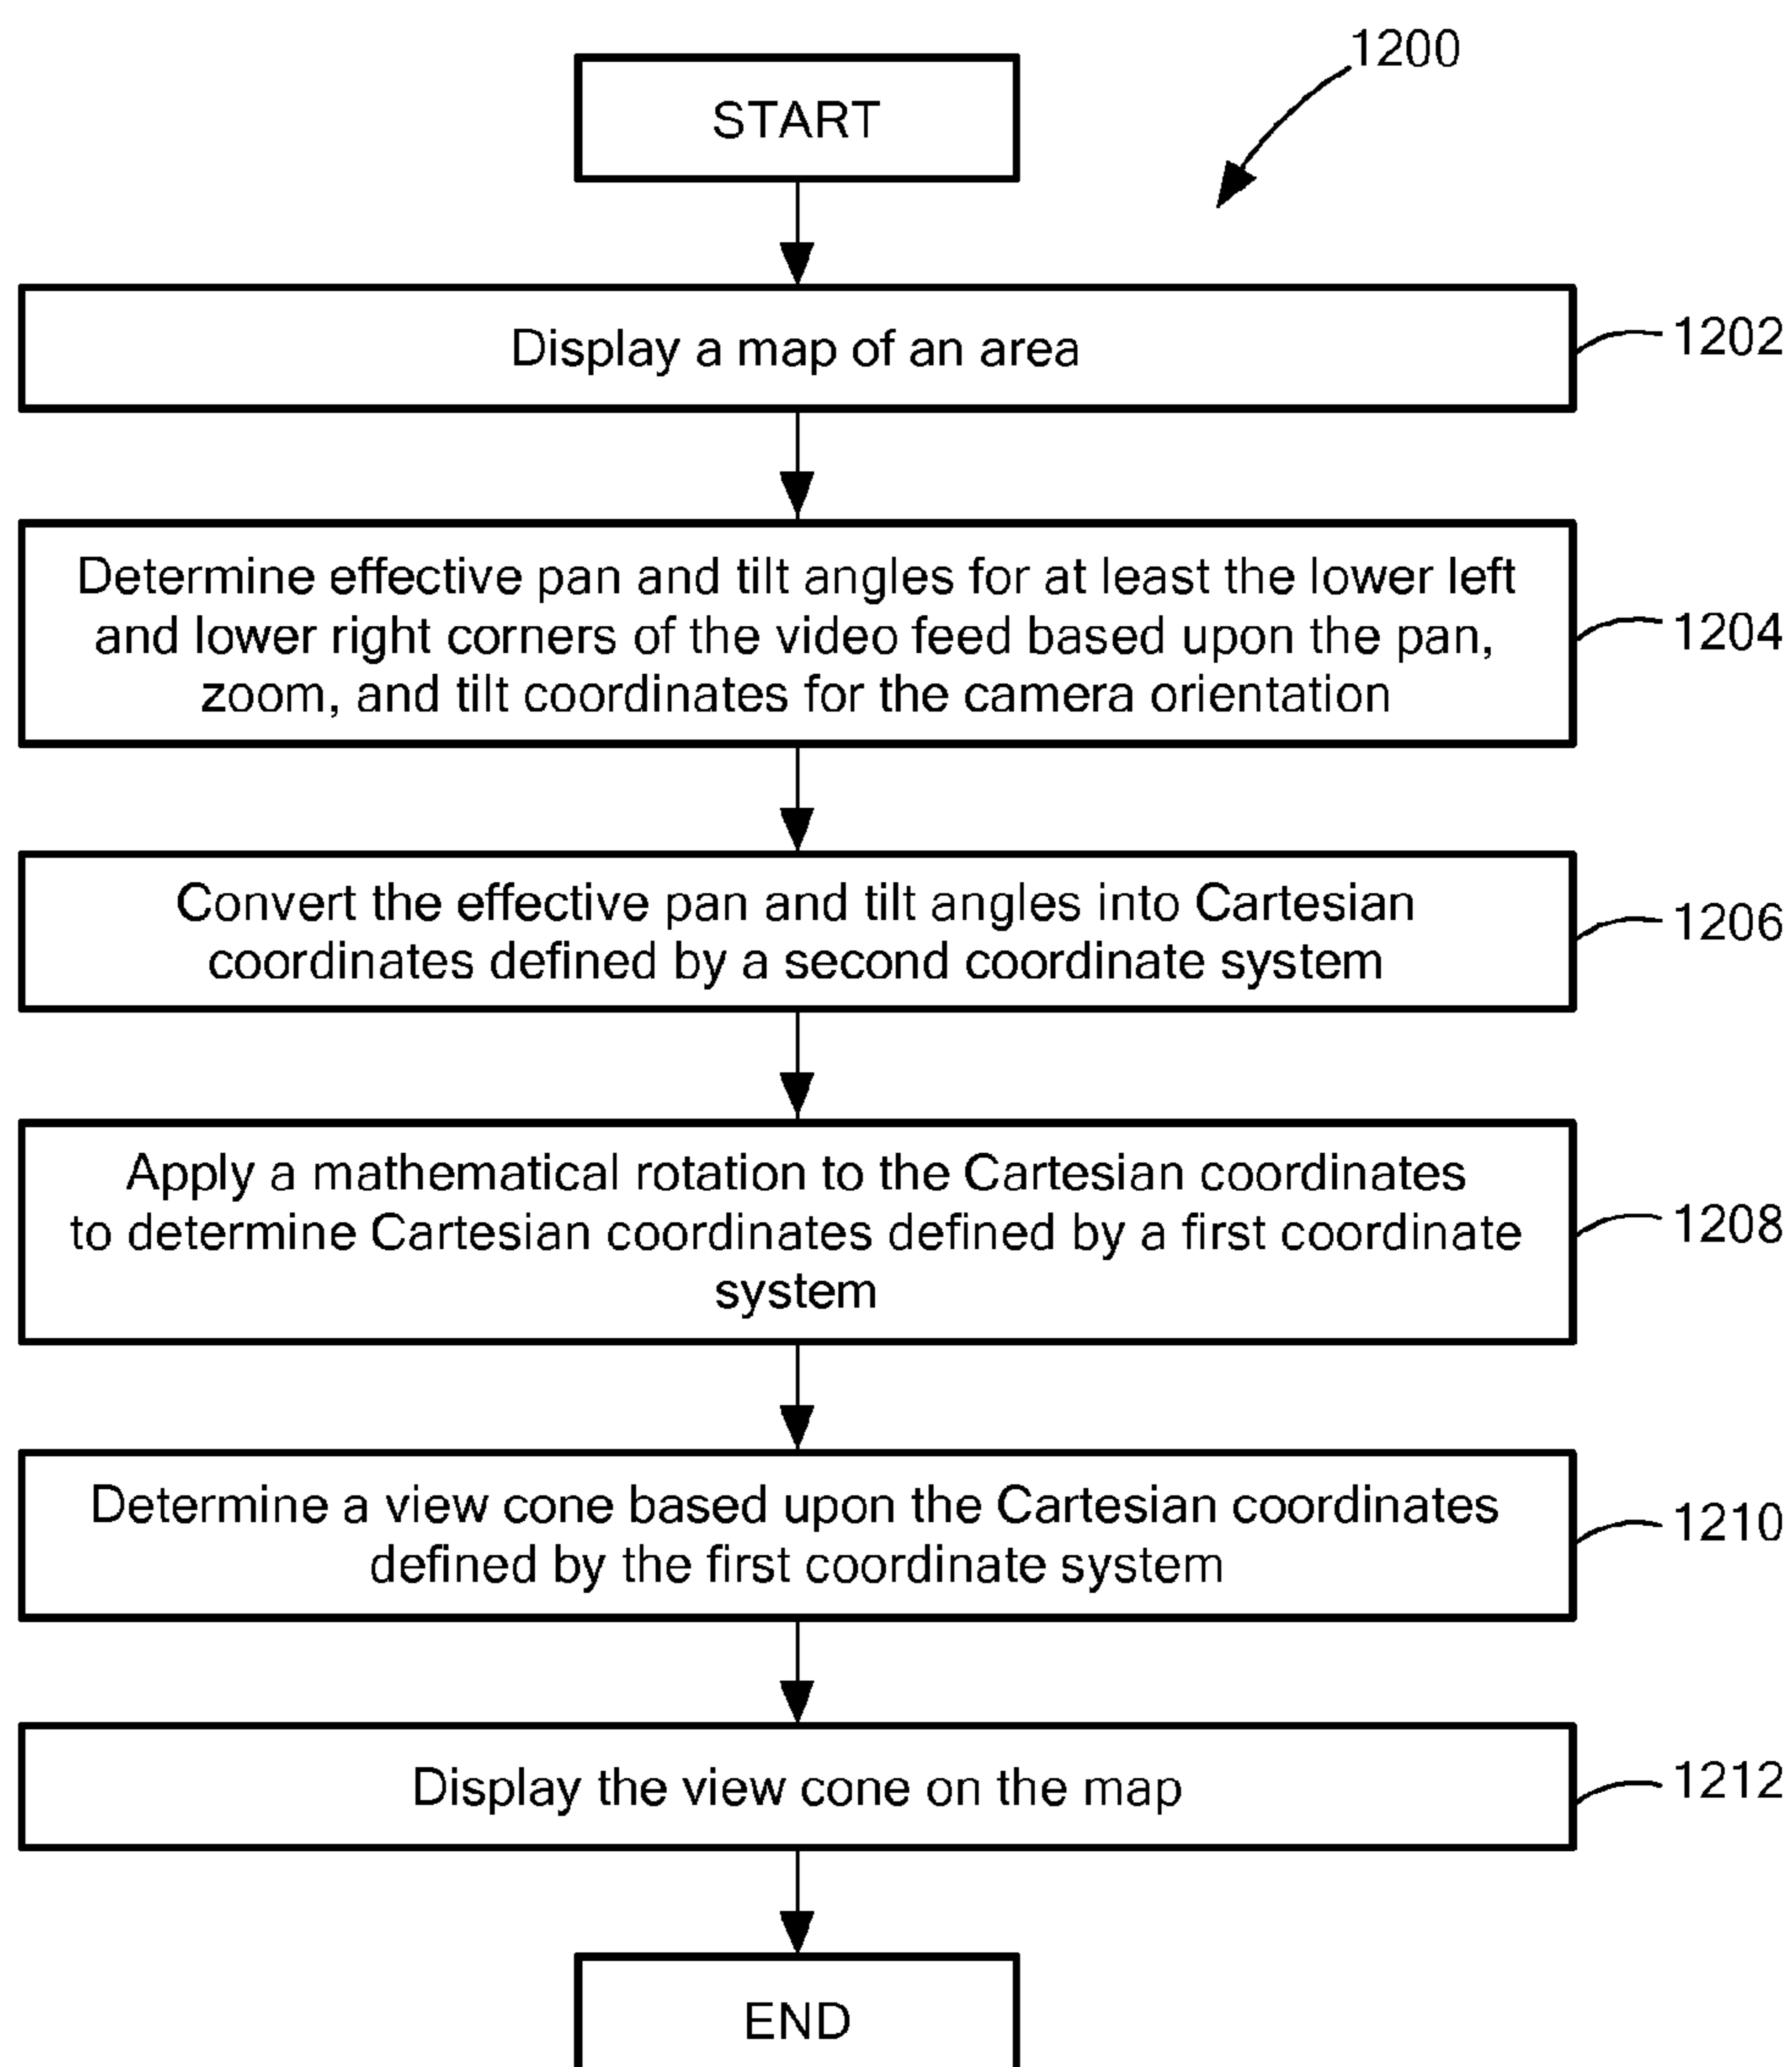 1200
START
Display a map of an area
1202
Determine effective pan and tilt angles for at least the lower left
and lower right corners of the video feed based upon the pan,
zoom, and tilt coordinates for the camera orientation
1204
Convert the effective pan and tilt angles into Cartesian
coordinates defined by a second coordinate system
1206
Apply a mathematical rotation to the Cartesian coordinates
to determine Cartesian coordinates defined by a first coordinate
system
1208
Determine a view cone based upon the Cartesian coordinates
defined by the first coordinate system
1210
Display the view cone on the map
1212
END